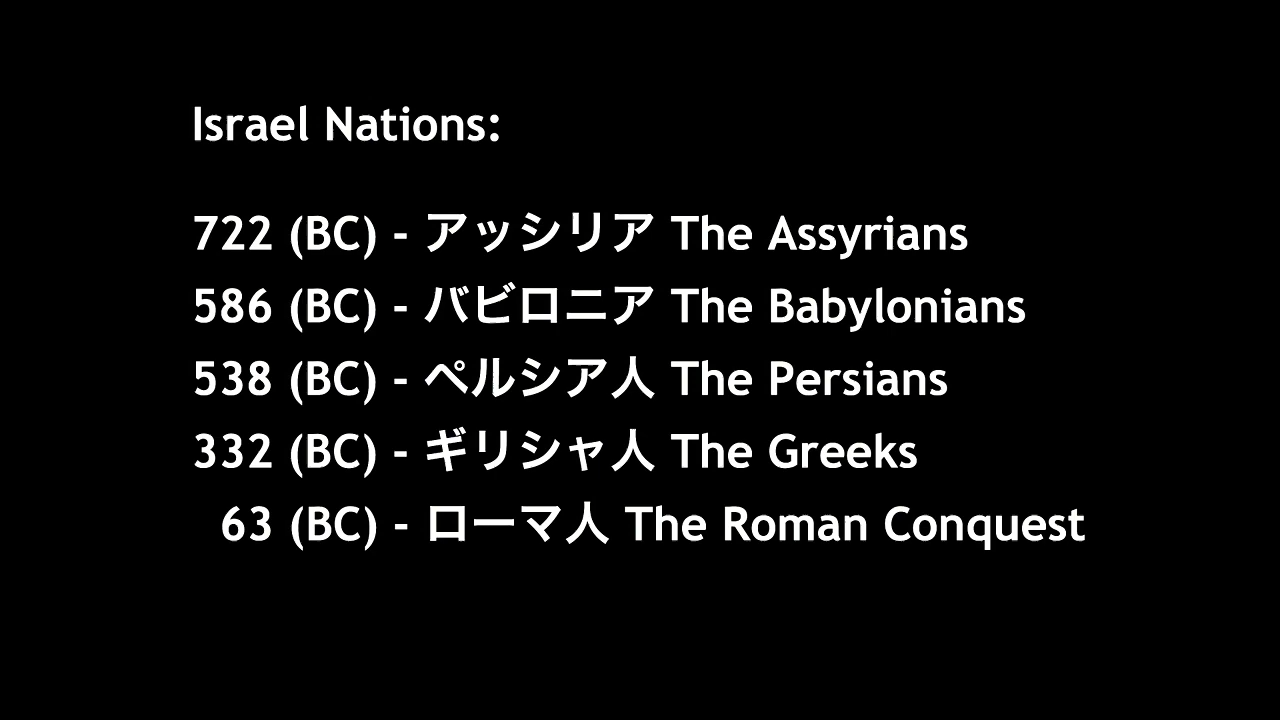 Israel Nations:
722 (BC) - アッシリア The Assyrians
586 (BC) - バビロニア The Babylonians
538 (BC) - ペルシア人 The Persians
332 (BC) - ギリシャ人 The Greeks
63 (BC) - ローマ人 The Roman Conquest